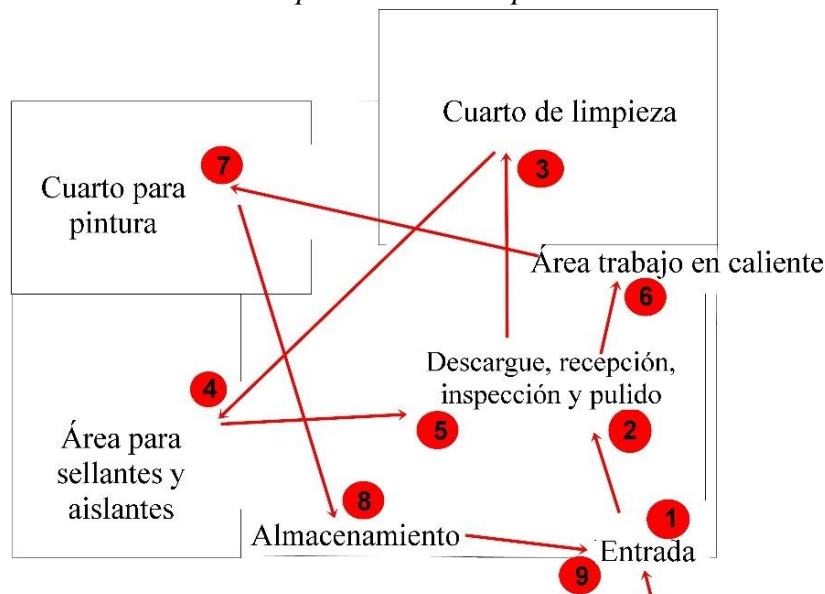 Cuarto de limpieza
3
7
Cuarto para
pintura
Área trabajo en caliente
6
Descargue, recepción,
inspección y pulido
4
5
2
Área para
sellantes y
aislantes
8
1
Almacenamiento
Entrada
9